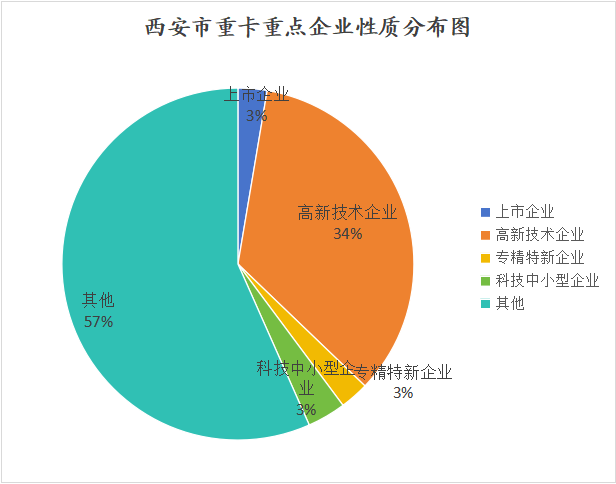 西安市重卡重点企业性质分布图
上市企业
3%
高新技术企业
34%
专精特新企业
3%
科技中小型企
业
3%
其他
57%
上市企业
高新技术企业
专精特新企业
科技中小型企业
其他